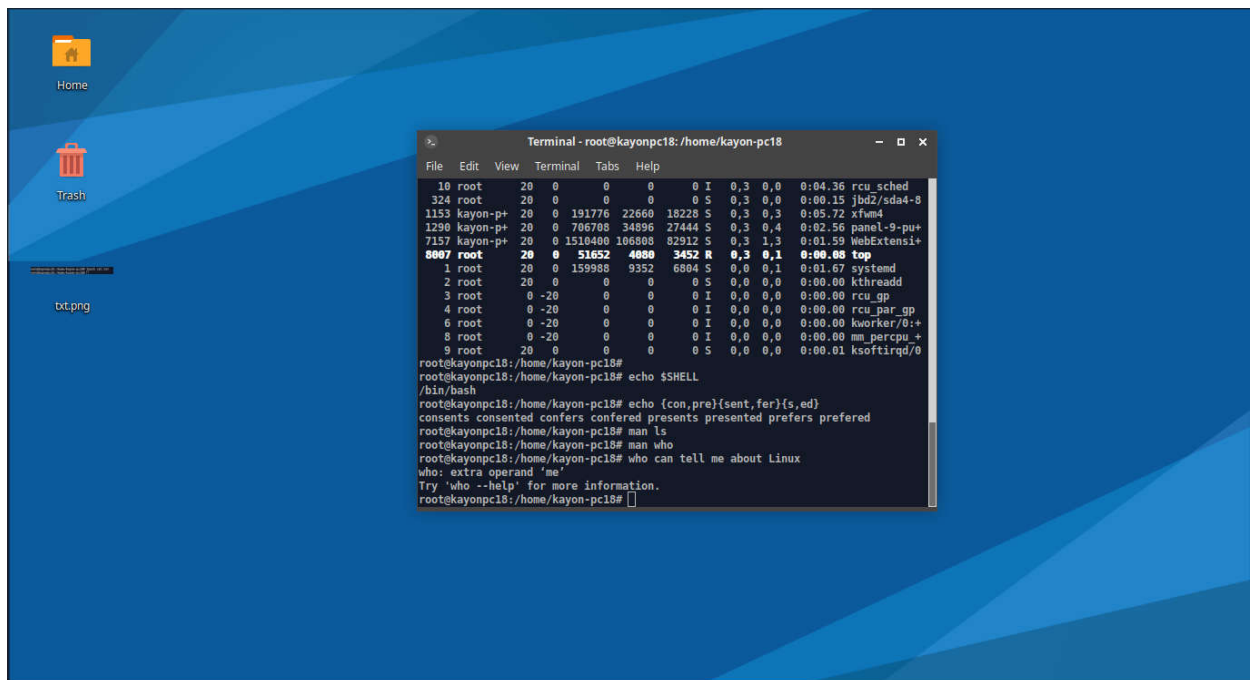 Home
Trash
txt.png
Terminal - root@kayonpc18: /home/kayon-pc18
File Edit View Terminal Tabs Help
10 root 20 0 0 0 0 I 0,3 0,0 0:04.36 rcu_sched
324 root 20 0 0 0 0 S 0,3 0,0 0:00.15 jbd2/sda4-8
1153 kayon-p+ 20 0 191776 22660 18228 S 0,3 0,3 0:05.72 xfwm4
1290 kayon-p+ 20 0 706708 34896 27444 S 0,3 0,4 0:02.56 panel-9-pu+
7157 kayon-p+ 20 0 1510400 106808 82912 S 0,3 1,3 0:01.59 WebExtensi+
8007 root 20 0 51652 4080 3452 R 0,3 0,1 0:00.08 top
1 root 20 0 159988 9352 6804 S 0,0 0,1 0:01.67 systemd
2 root 20 0 0 0 0 S 0,0 0,0 0:00.00 kthreadd
3 root 0 -20 0 0 0 I 0,0 0,0 0:00.00 rcu_gp
4 root 0 -20 0 0 0 I 0,0 0,0 0:00.00 rcu_par_gp
6 root 0 -20 0 0 0 I 0,0 0,0 0:00.00 kworker/0:+
8 root 0 -20 0 0 0 I 0,0 0,0 0:00.00 mm_percpu_+
9 root 20 0 0 0 0 S 0,0 0,0 0:00.01 ksoftirqd/0
root@kayonpc18:/home/kayon-pc18#
root@kayonpc18:/home/kayon-pc18# echo $SHELL
/bin/bash
root@kayonpc18:/home/kayon-pc18# echo {con,pre}{sent,fer}{s,ed}
consents consented confers confered presents presented prefers prefered
root@kayonpc18:/home/kayon-pc18# man ls
root@kayonpc18:/home/kayon-pc18# man who
root@kayonpc18:/home/kayon-pc18# who can tell me about Linux
who: extra operand ‘me’
Try 'who --help' for more information.
root@kayonpc18:/home/kayon-pc18#